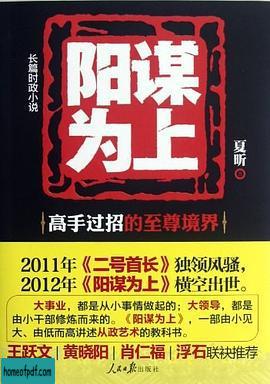 长篇时政小说
阳谋
为上
夏昕 著
高手过招的至尊境界
2011年《二号首长》独领风骚，
2012年《阳谋为上》横空出世。
大事业，都是从小事情做起的；大领导，都是
由小干部修炼而来的。《阳谋为上》，一部由小见
大、由低而高讲述从政艺术的教科书。
王跃文 黄晓阳 肖仁福 浮石联袂推荐
人民日报出版社
www.homeofpdf.com